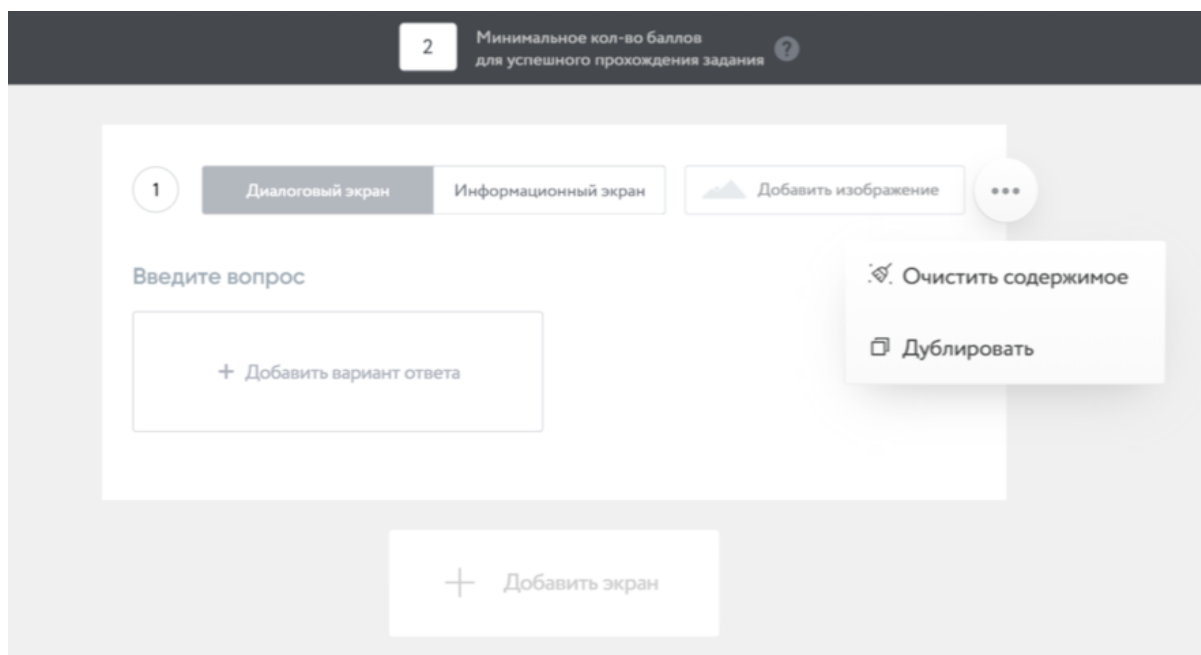 2
Минимальное кол-во баллов
для успешного прохождения задания
?
1
Диалоговый экран
Информационный экран
Добавить изображение
Введите вопрос
Очистить содержимое
Дублировать
+ Добавить вариант ответа
+ Добавить экран